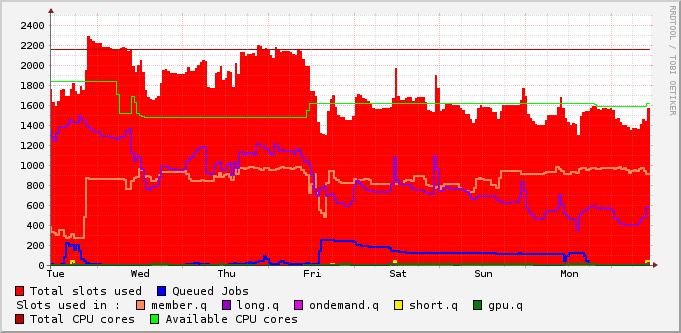 2400
2200
2000
1800
1600
1400
1200
1000
800
600
400
200
0
Tue Wed Thu Fri Sat Sun Mon
RRDTOOL / TOBI OETIKER
Total slots used Queued Jobs
Slots used in : member.q long.q ondemand.q short.q gpu.q
Total CPU cores Available CPU cores